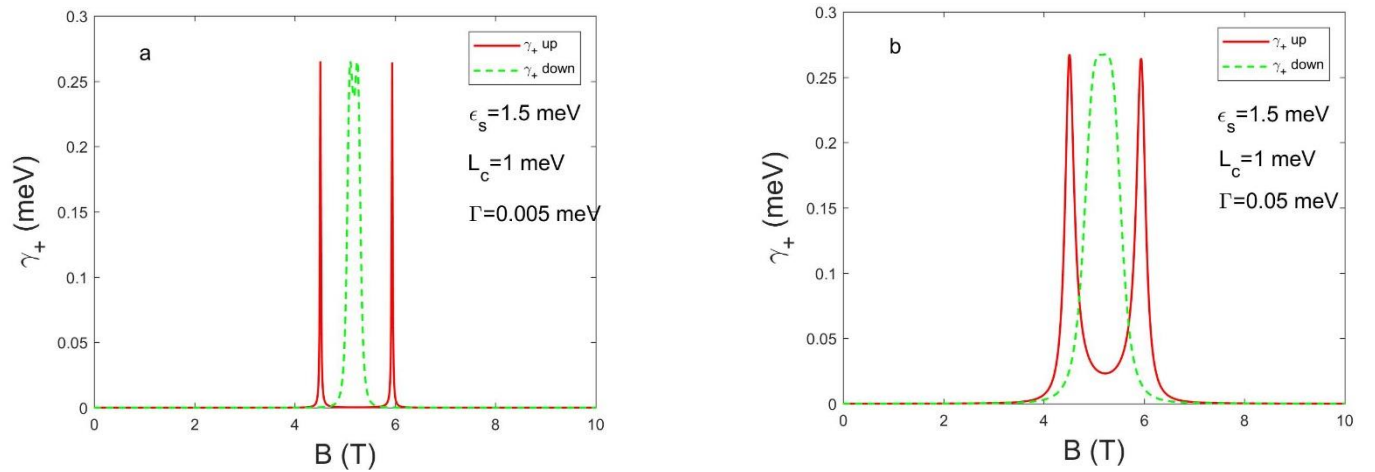 a
γ₊ up
γ₊ down
ϵₛ=1.5 meV
L_c=1 meV
Γ=0.005 meV
γ₊ (meV)
0.3
0.25
0.2
0.15
0.1
0.05
0
0 2 4 6 8 10
B (T)
b
γ₊ up
γ₊ down
ϵₛ=1.5 meV
L_c=1 meV
Γ=0.05 meV
γ₊ (meV)
0.3
0.25
0.2
0.15
0.1
0.05
0
0 2 4 6 8 10
B (T)